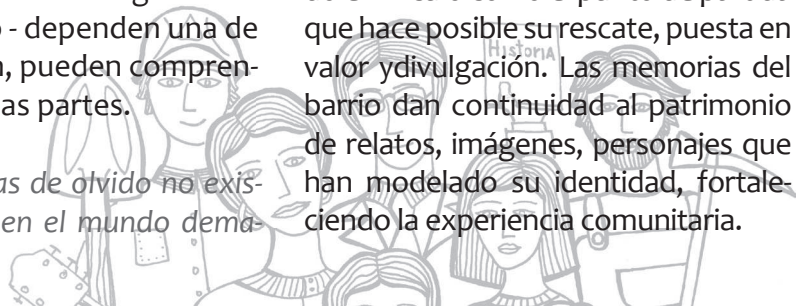 - dependen una de
n, pueden compren-
as partes.
as de olvido no exis-
en el mundo dema-
que hace posible su rescate, puesta en
valor ydivulgación. Las memorias del
barrio dan continuidad al patrimonio
de relatos, imágenes, personajes que
han modelado su identidad, fortale-
ciendo la experiencia comunitaria.
HistoriA